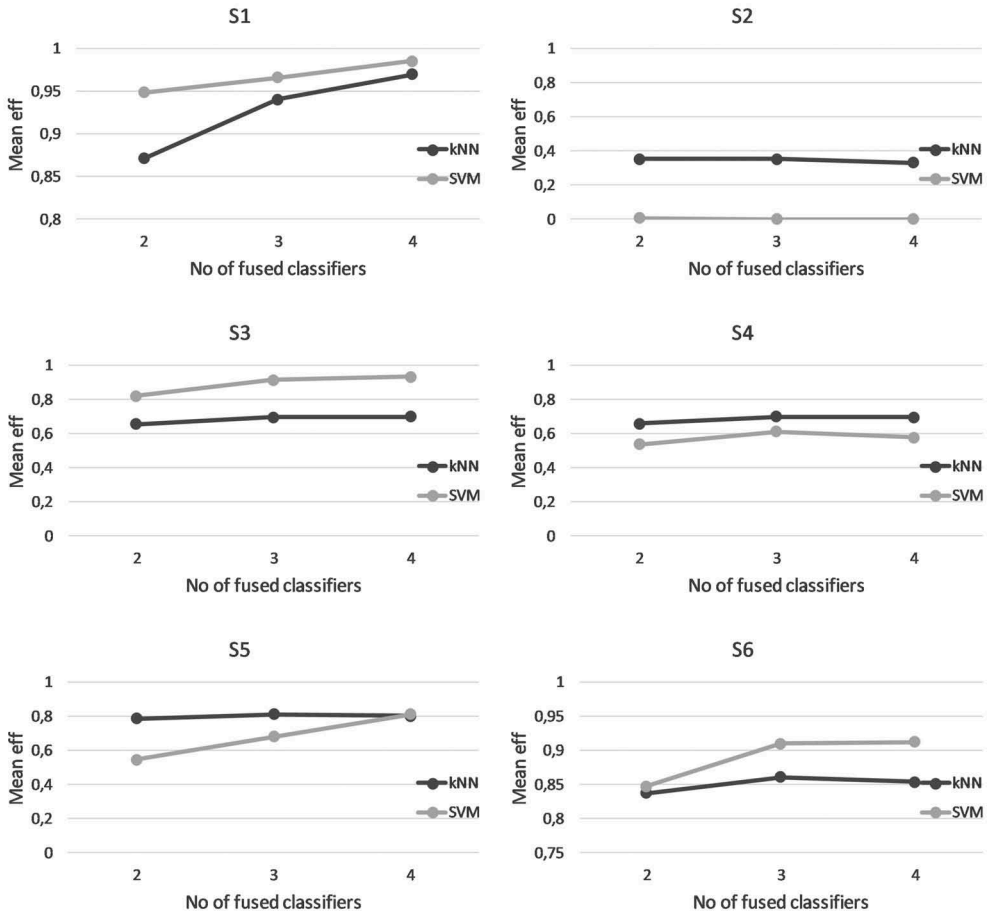 S1
1
0,95
0,9
0,85
0,8
Mean eff
kNN
SVM
2 3 4
No of fused classifiers
S2
1
0,8
0,6
0,4
0,2
0
Mean eff
kNN
SVM
2 3 4
No of fused classifiers
S3
1
0,8
0,6
0,4
0,2
0
Mean eff
kNN
SVM
2 3 4
No of fused classifiers
S4
1
0,8
0,6
0,4
0,2
0
Mean eff
kNN
SVM
2 3 4
No of fused classifiers
S5
1
0,8
0,6
0,4
0,2
0
Mean eff
kNN
SVM
2 3 4
No of fused classifiers
S6
1
0,95
0,9
0,85
0,8
0,75
Mean eff
kNN
SVM
2 3 4
No of fused classifiers